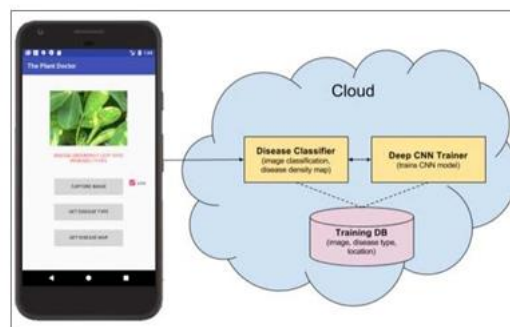 The Plant Doctor
CAPTURE IMAGE
GET DISEASE TYPE
GET DISEASE MAP
Cloud
Disease Classifier
(image classification,
disease density map)
Deep CNN Trainer
(trains CNN model)
Training DB
(image, disease type,
location)